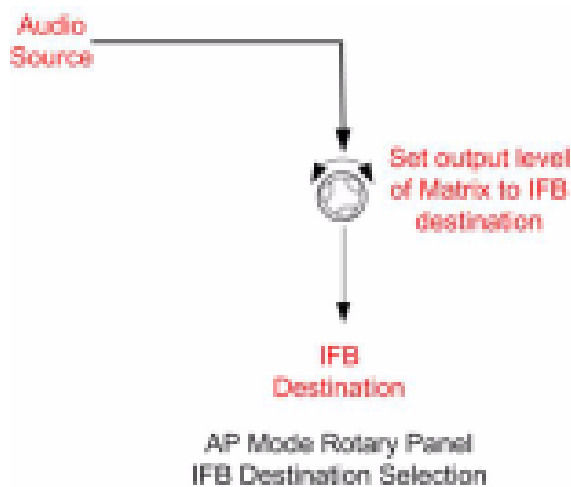 Audio
Source
Set output level
of Matrix to IFB
destination
IFB
Destination
AP Mode Rotary Panel
IFB Destination Selection